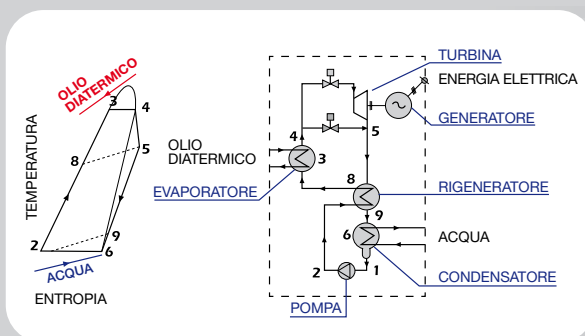 OLIO
DIATERMICO
3
4
TEMPERATURA
8
5
2
9
6
ACQUA
ENTROPIA
TURBINA
ENERGIA ELETTRICA
~
GENERATORE
4
5
OLIO
DIATERMICO
3
EVAPORATORE
8
RIGENERATORE
9
6
ACQUA
2
1
CONDENSATORE
POMPA